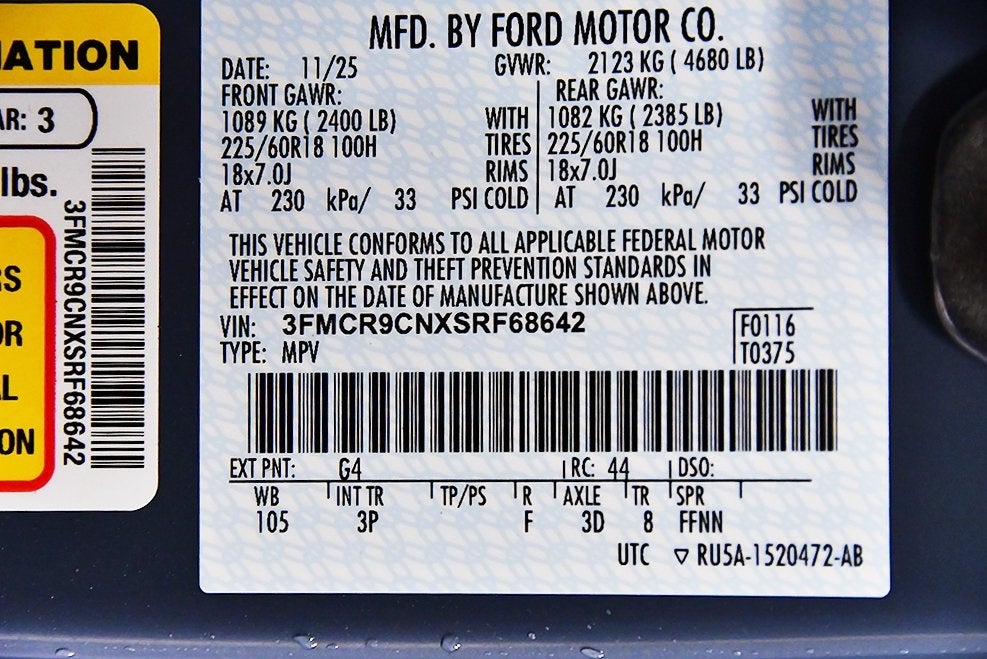 MATION
AR: 3
lbs.
3FMCR9CNXSRF68642
RS
OR
AL
ON
MFD. BY FORD MOTOR CO.
DATE: 11/25 GVWR: 2123 KG ( 4680 LB)
FRONT GAWR: REAR GAWR:
1089 KG ( 2400 LB) WITH 1082 KG ( 2385 LB) WITH
225/60R18 100H TIRES 225/60R18 100H TIRES
18x7.0J RIMS 18x7.0J RIMS
AT 230 kPa/ 33 PSI COLD AT 230 kPa/ 33 PSI COLD
THIS VEHICLE CONFORMS TO ALL APPLICABLE FEDERAL MOTOR
VEHICLE SAFETY AND THEFT PREVENTION STANDARDS IN
EFFECT ON THE DATE OF MANUFACTURE SHOWN ABOVE.
VIN: 3FMCR9CNXSRF68642 F0116
TYPE: MPV T0375
EXT PNT: G4 RC: 44 DSO:
WB INT TR TP/PS R AXLE TR SPR
105 3P F 3D 8 FFNN
UTC ▽ RU5A-1520472-AB